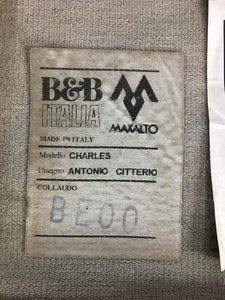 B&B
ITALIA
MAXALTO
MADE IN ITALY
Modello CHARLES
Disegno ANTONIO CITTERIO
COLLAUDO
BE00